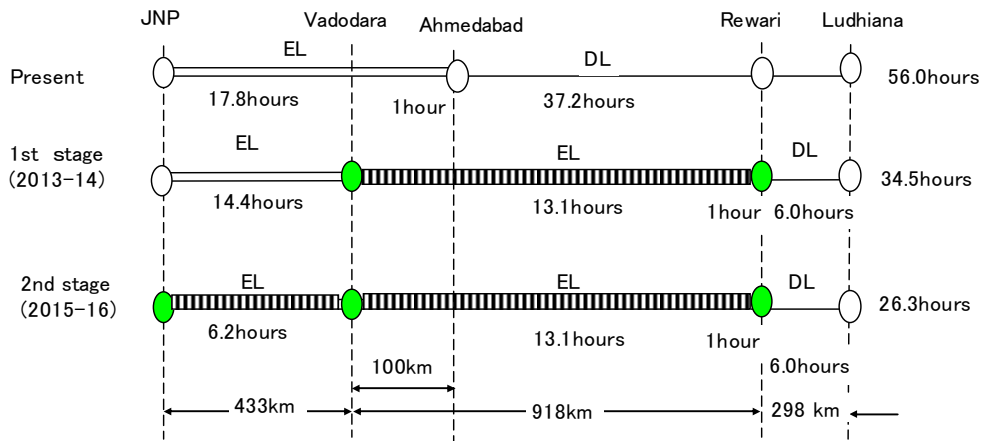 JNP Vadodara Ahmedabad Rewari Ludhiana
EL DL
Present 56.0hours
17.8hours 1hour 37.2hours
1st stage
(2013-14)
EL EL DL
34.5hours
14.4hours 13.1hours 1hour 6.0hours
2nd stage
(2015-16)
EL EL DL
26.3hours
6.2hours 13.1hours 1hour
6.0hours
100km
433km 918km 298 km